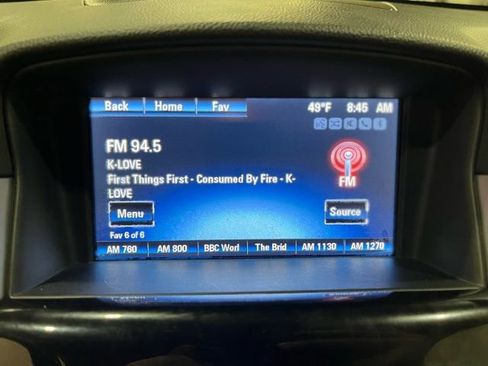 Back Home Fav 49°F 8:45 AM
FM 94.5
K-LOVE
First Things First - Consumed By Fire - K-
LOVE
FM
Menu Source
Fav 6 of 6
AM 760 AM 800 BBC Worl The Brid AM 1130 AM 1270